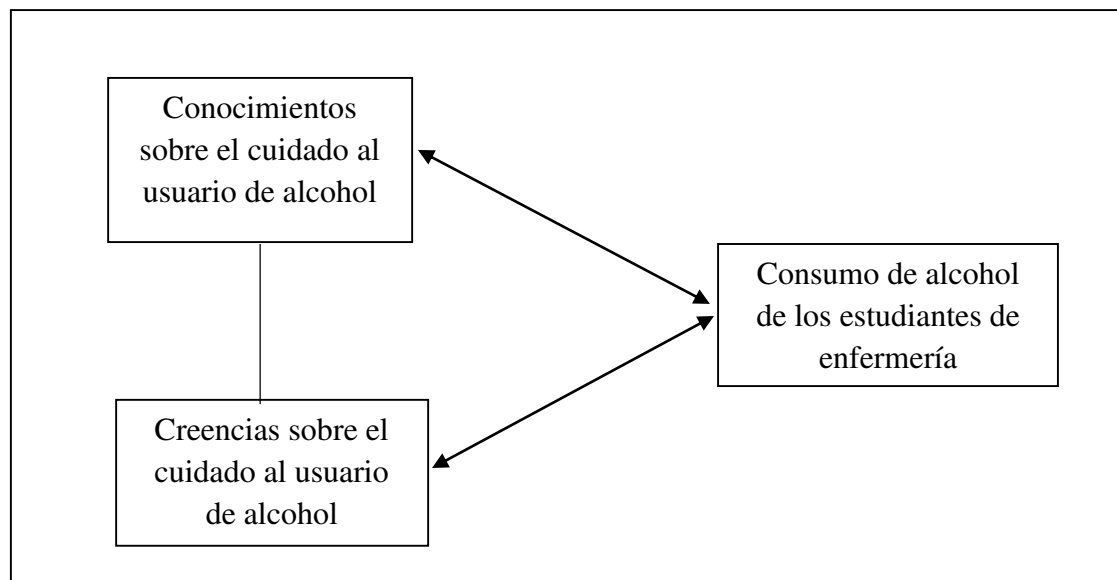 Conocimientos
sobre el cuidado al
usuario de alcohol
Consumo de alcohol
de los estudiantes de
enfermería
Creencias sobre el
cuidado al usuario
de alcohol